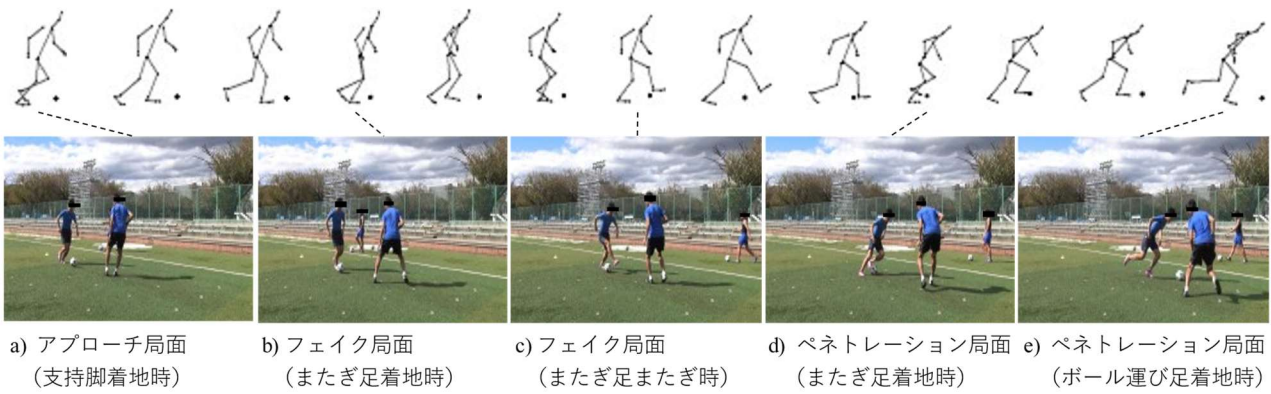 a) アプローチ局面
（支持脚着地時）
b) フェイク局面
（またぎ足着地時）
c) フェイク局面
（またぎ足またぎ時）
d) ペネトレーション局面
（またぎ足着地時）
e) ペネトレーション局面
（ボール運び足着地時）